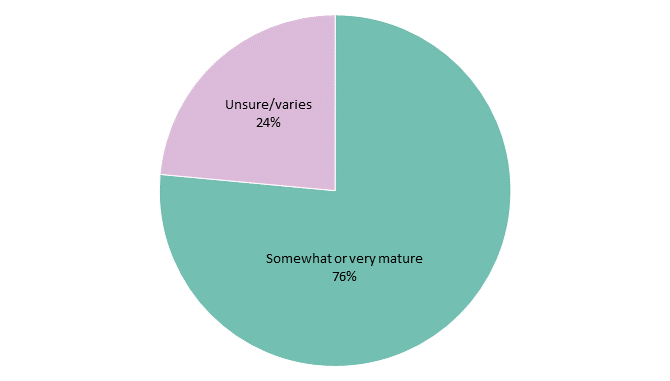 Unsure/varies
24%
Somewhat or very mature
76%